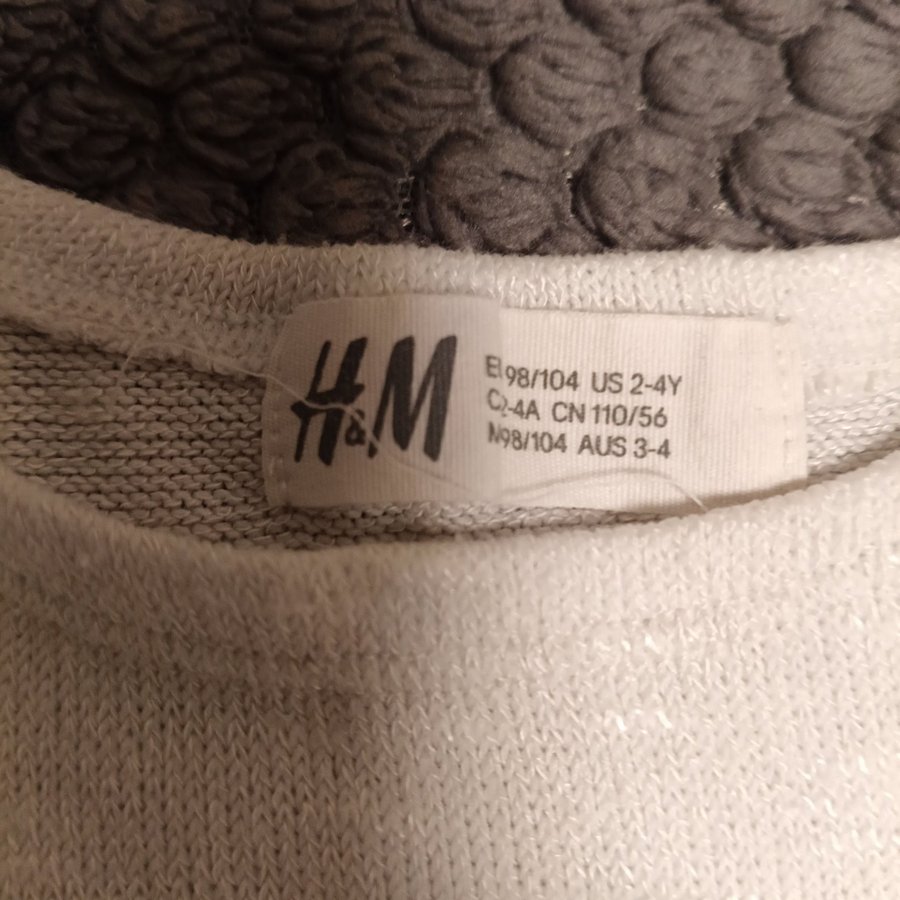 H&M
98/104 US 2-4Y
2-4A CN 110/56
98/104 AUS 3-4